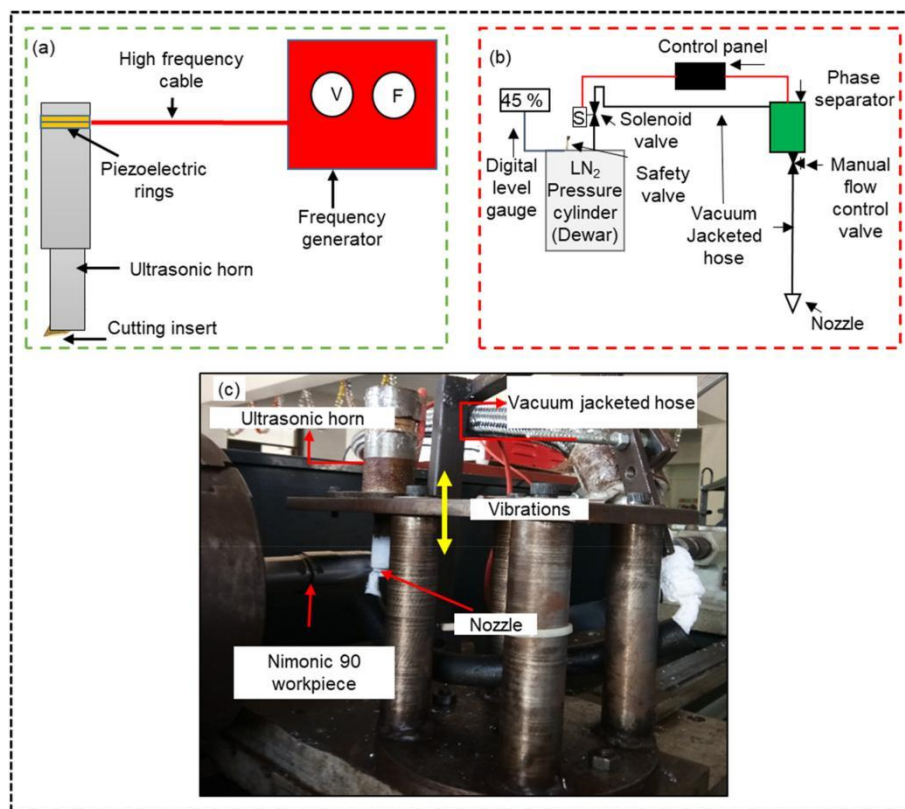 (a)
High frequency
cable
V
F
Piezoelectric
rings
Frequency
generator
Ultrasonic horn
Cutting insert
(b)
Control panel
Phase
separator
45 %
S
Solenoid
valve
Digital
level
gauge
Safety
valve
LN₂
Pressure
cylinder
(Dewar)
Vacuum
Jacketed
hose
Manual
flow
control
valve
Nozzle
(c)
Ultrasonic horn
Vacuum jacketed hose
Vibrations
Nozzle
Nimonic 90
workpiece